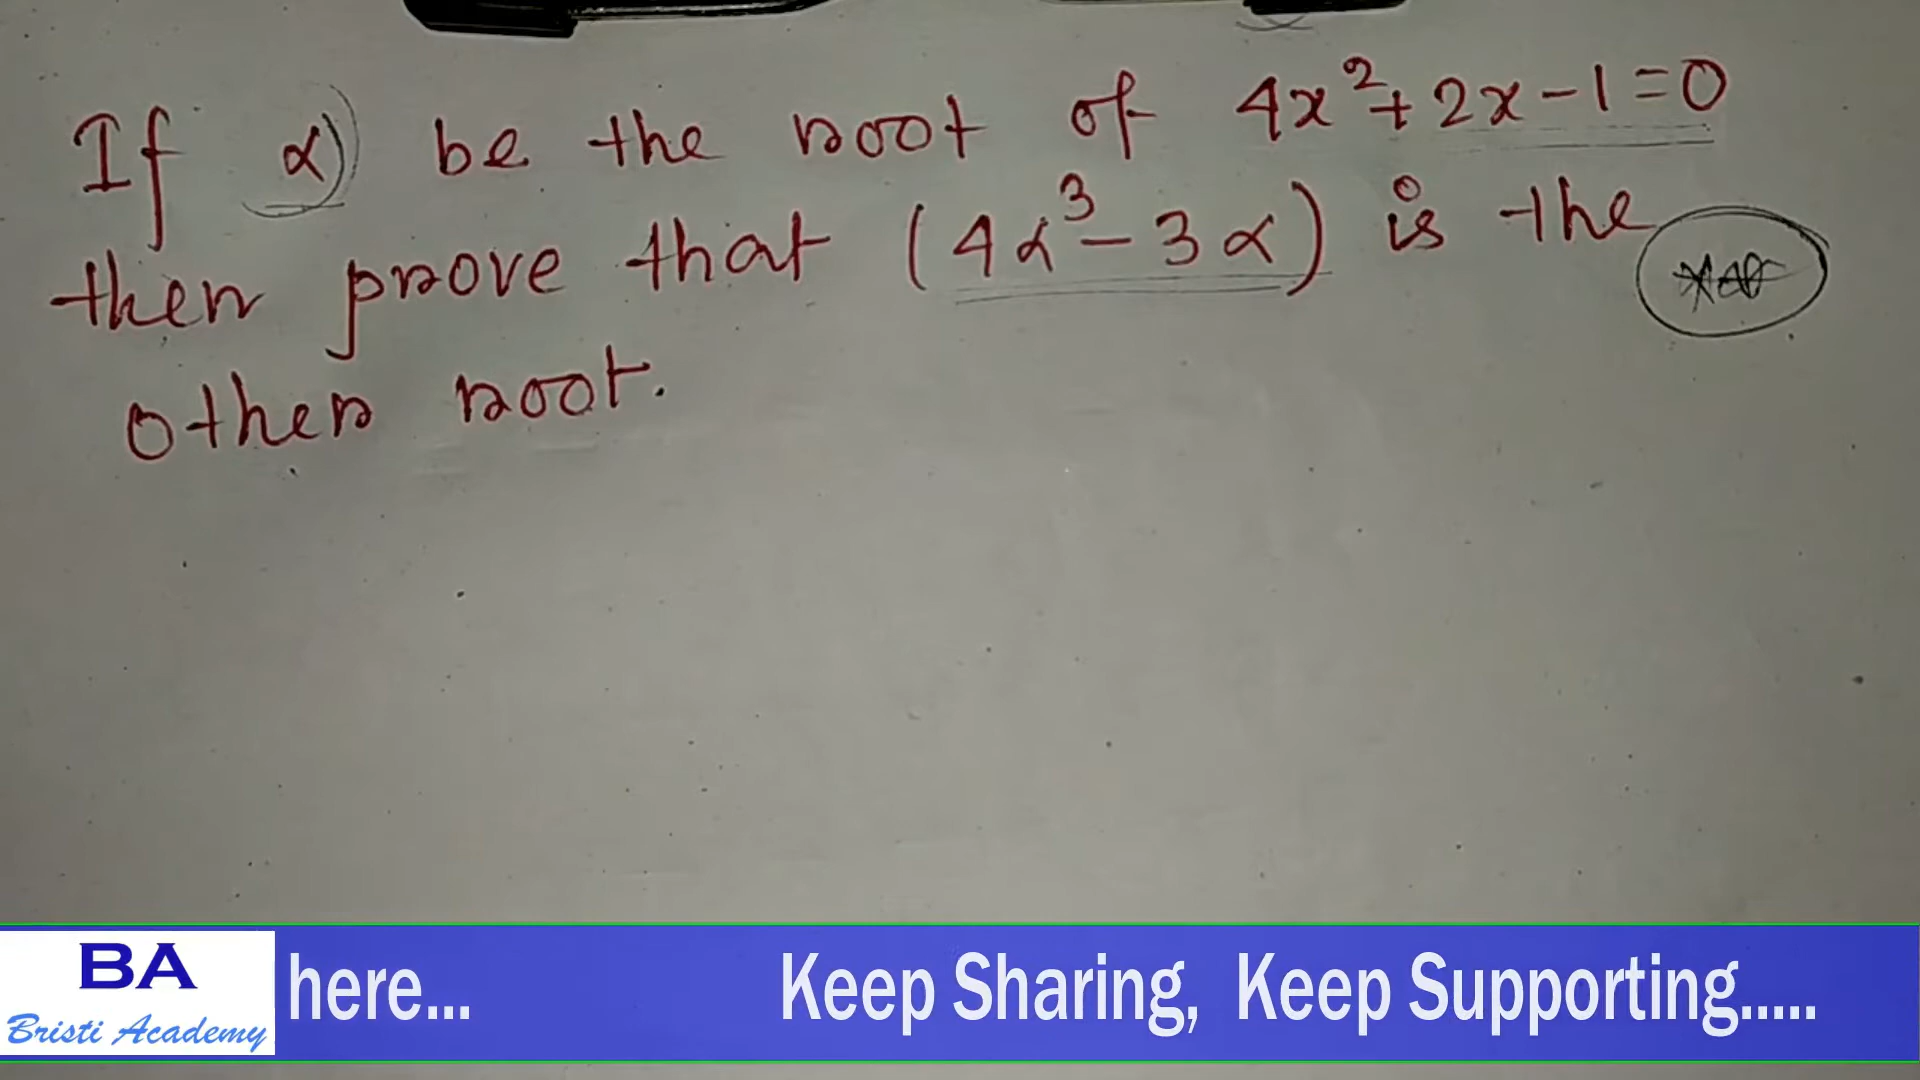 If α be the root of 4x²+2x-1=0
then prove that (4α³-3α) is the
other root.
BA
Bristi Academy
here... Keep Sharing, Keep Supporting.....